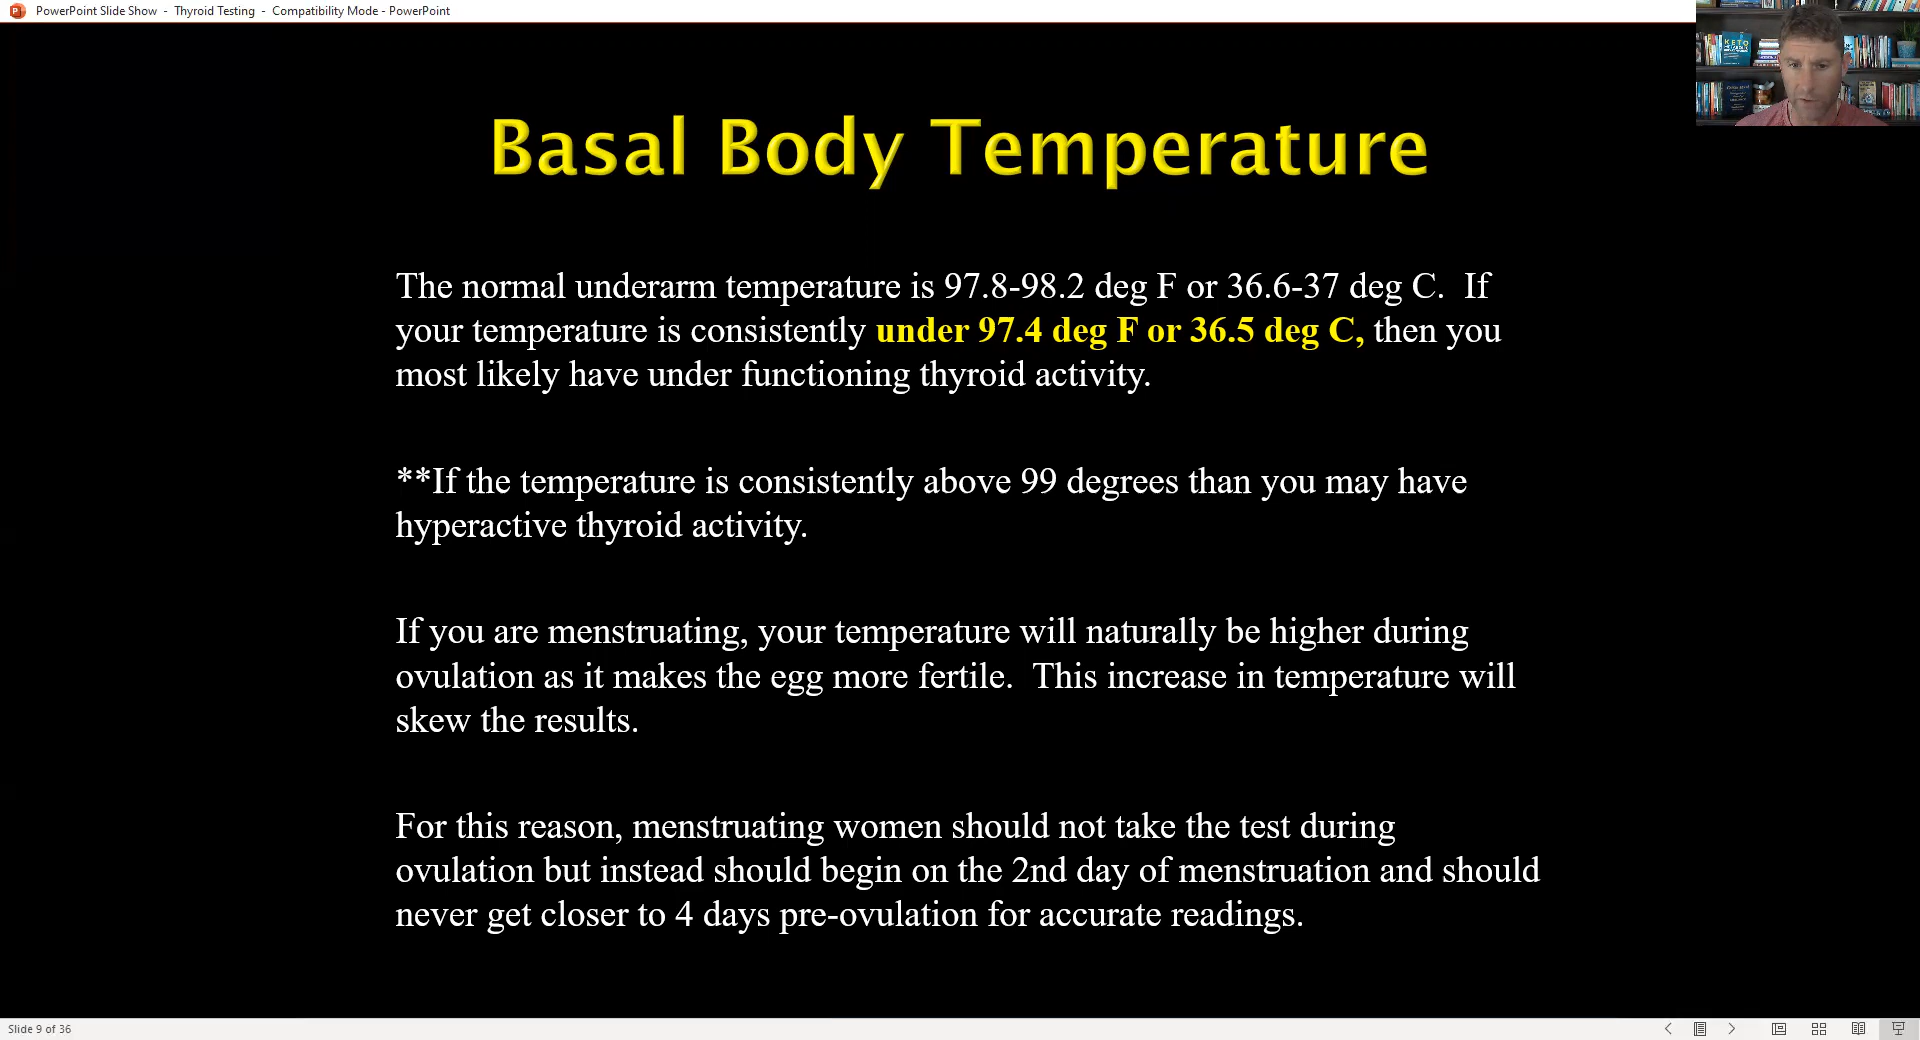 PowerPoint Slide Show - Thyroid Testing - Compatibility Mode - PowerPoint
KETO
Basal Body Temperature
The normal underarm temperature is 97.8-98.2 deg F or 36.6-37 deg C.  If
your temperature is consistently under 97.4 deg F or 36.5 deg C, then you
most likely have under functioning thyroid activity.
**If the temperature is consistently above 99 degrees than you may have
hyperactive thyroid activity.
If you are menstruating, your temperature will naturally be higher during
ovulation as it makes the egg more fertile.  This increase in temperature will
skew the results.
For this reason, menstruating women should not take the test during
ovulation but instead should begin on the 2nd day of menstruation and should
never get closer to 4 days pre-ovulation for accurate readings.
Slide 9 of 36